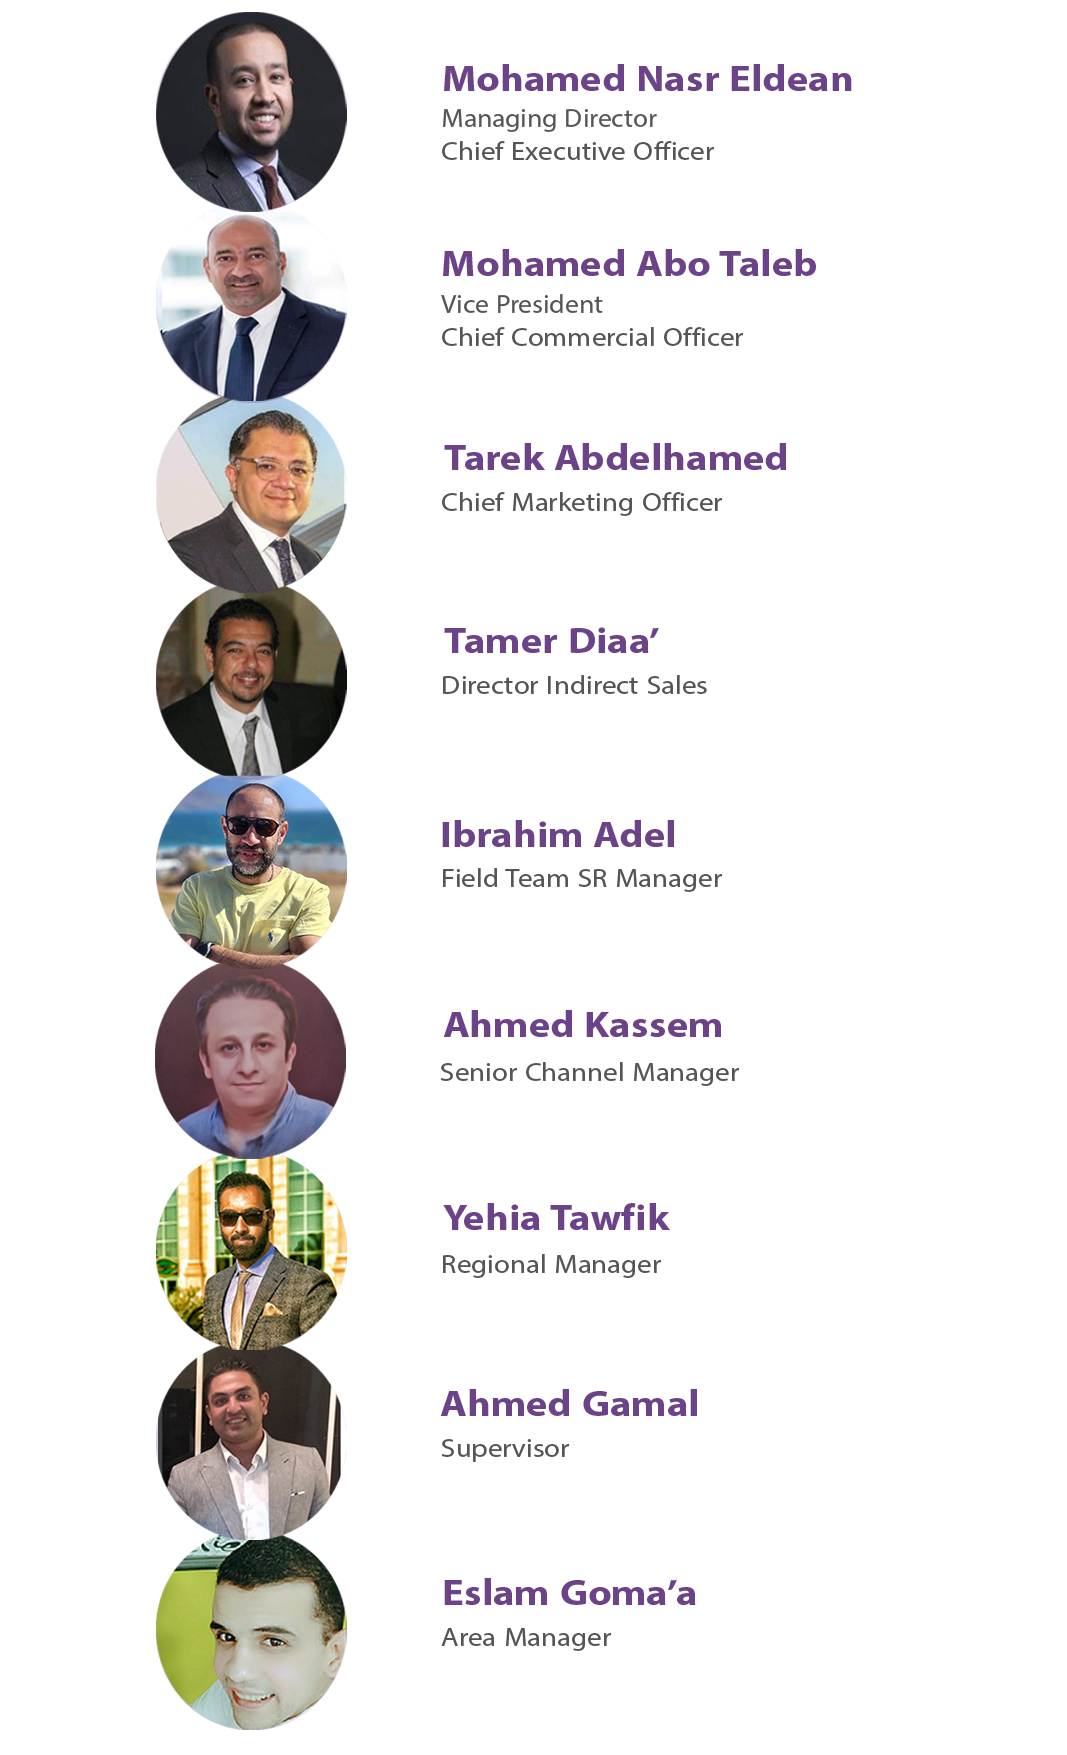 Mohamed Nasr Eldean
Managing Director
Chief Executive Officer
Mohamed Abo Taleb
Vice President
Chief Commercial Officer
Tarek Abdelhamed
Chief Marketing Officer
Tamer Diaa’
Director Indirect Sales
Ibrahim Adel
Field Team SR Manager
Ahmed Kassem
Senior Channel Manager
Yehia Tawfik
Regional Manager
Ahmed Gamal
Supervisor
Eslam Goma’a
Area Manager